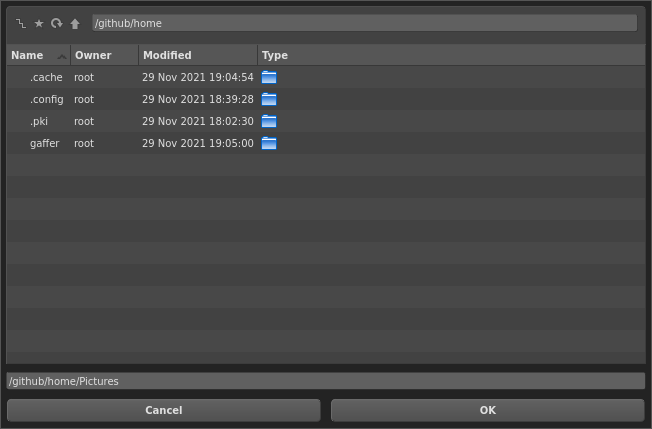 /github/home
Name Owner Modified Type
.cache root 29 Nov 2021 19:04:54
.config root 29 Nov 2021 18:39:28
.pki root 29 Nov 2021 18:02:30
gaffer root 29 Nov 2021 19:05:00
/github/home/Pictures
Cancel OK